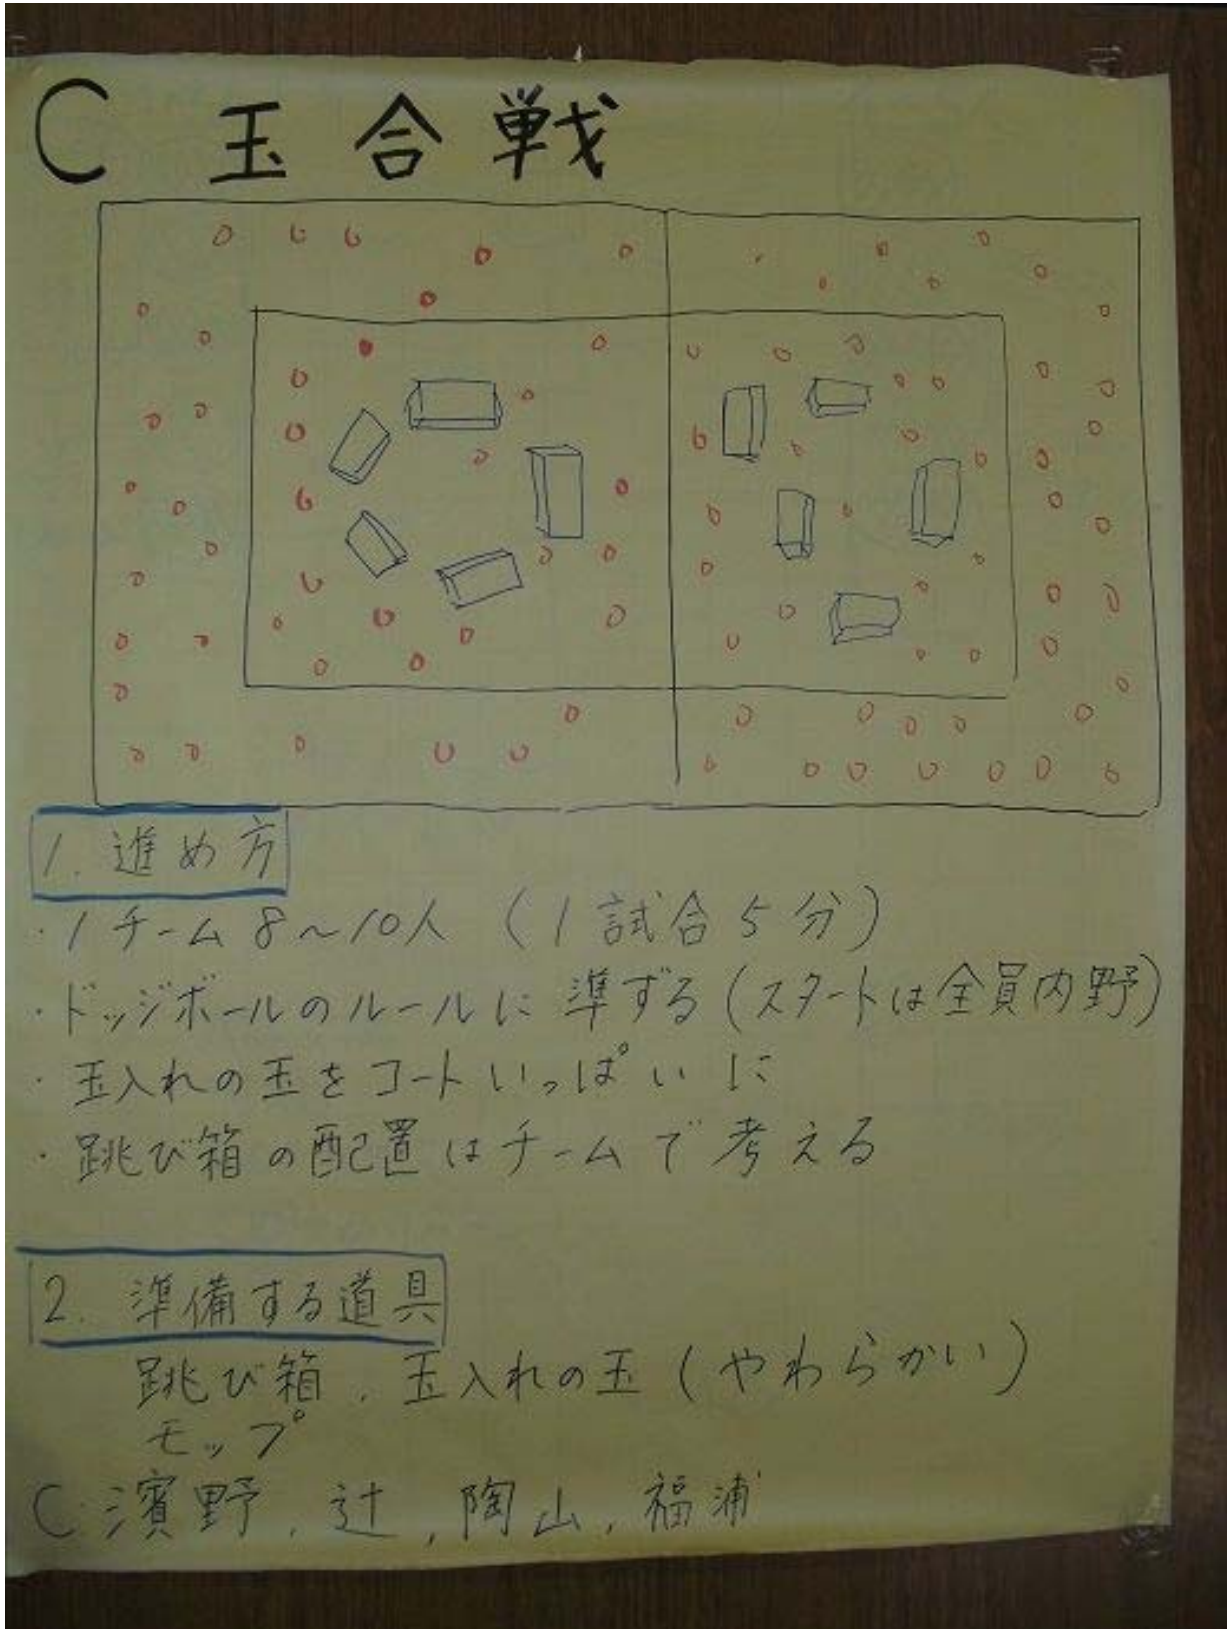 C 玉合戦
1. 進め方
・1チーム8〜10人 (1試合5分)
・ドッジボールのルールに準ずる(スタートは全員内野)
・玉入れの玉をコートいっぱいに
・跳び箱の配置はチームで考える
2. 準備する道具
跳び箱、玉入れの玉(やわらかい)
モップ
C:濱野、辻、陶山、福浦